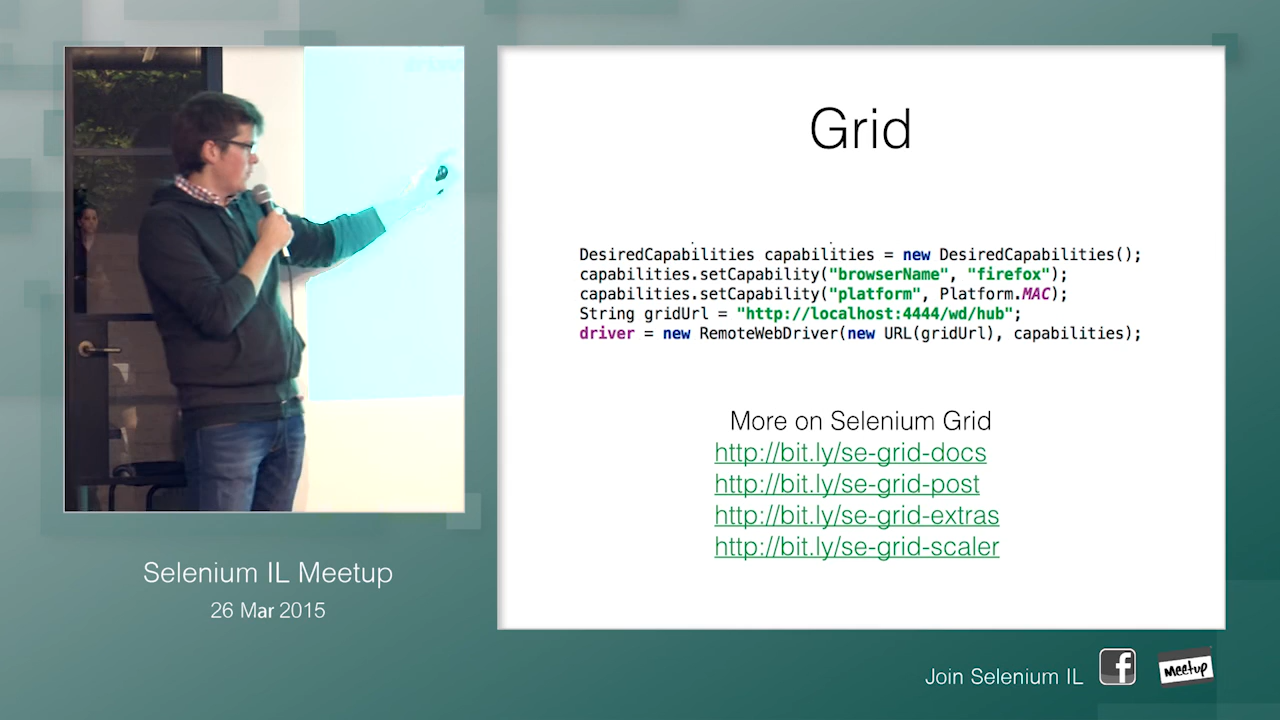 Grid
DesiredCapabilities capabilities = new DesiredCapabilities();
capabilities.setCapability("browserName", "firefox");
capabilities.setCapability("platform", Platform.MAC);
String gridUrl = "http://localhost:4444/wd/hub";
driver = new RemoteWebDriver(new URL(gridUrl), capabilities);
More on Selenium Grid
http://bit.ly/se-grid-docs
http://bit.ly/se-grid-post
http://bit.ly/se-grid-extras
http://bit.ly/se-grid-scaler
Selenium IL Meetup
26 Mar 2015
Join Selenium IL
f
Meetup